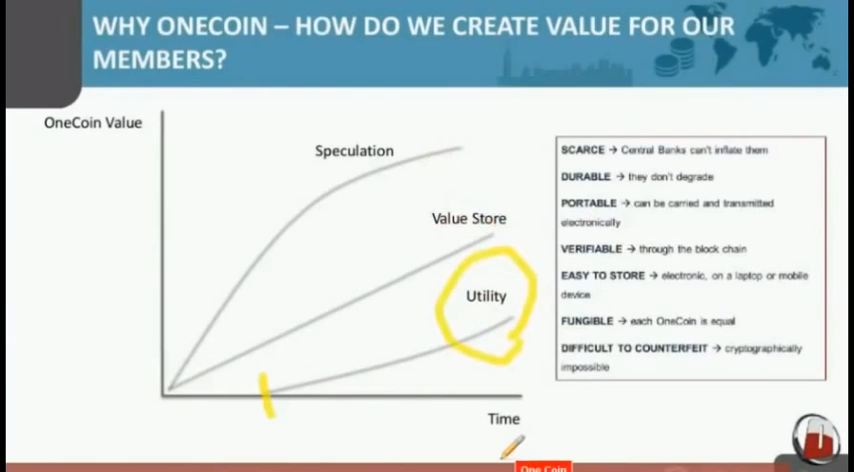 WHY ONECOIN – HOW DO WE CREATE VALUE FOR OUR
MEMBERS?
OneCoin Value
Speculation
Value Store
Utility
Time
SCARCE → Central Banks can't inflate them
DURABLE → they don't degrade
PORTABLE → can be carried and transmitted
electronically
VERIFIABLE → through the block chain
EASY TO STORE → electronic, on a laptop or mobile
device
FUNGIBLE → each OneCoin is equal
DIFFICULT TO COUNTERFEIT → cryptographically
impossible
One Coin